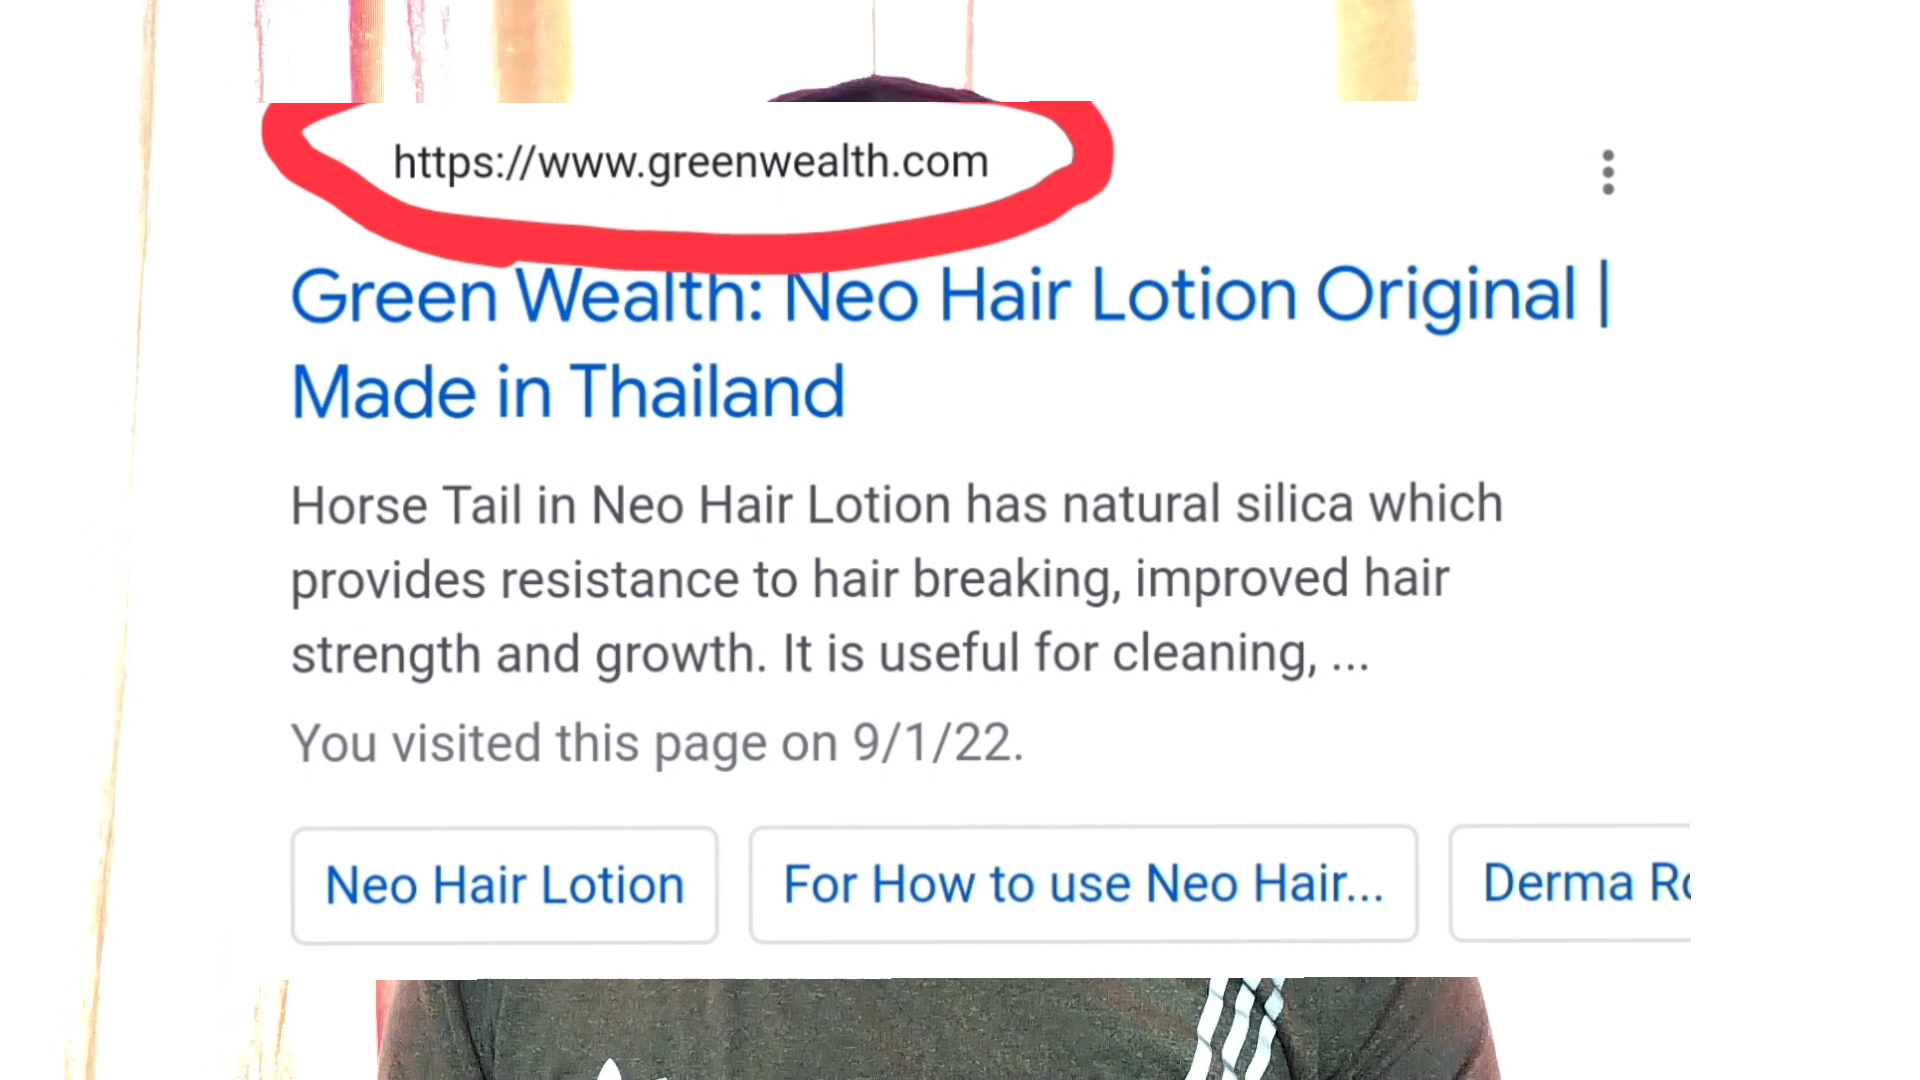 https://www.greenwealth.com
Green Wealth: Neo Hair Lotion Original |
Made in Thailand
Horse Tail in Neo Hair Lotion has natural silica which
provides resistance to hair breaking, improved hair
strength and growth. It is useful for cleaning, ...
You visited this page on 9/1/22.
Neo Hair Lotion
For How to use Neo Hair...
Derma